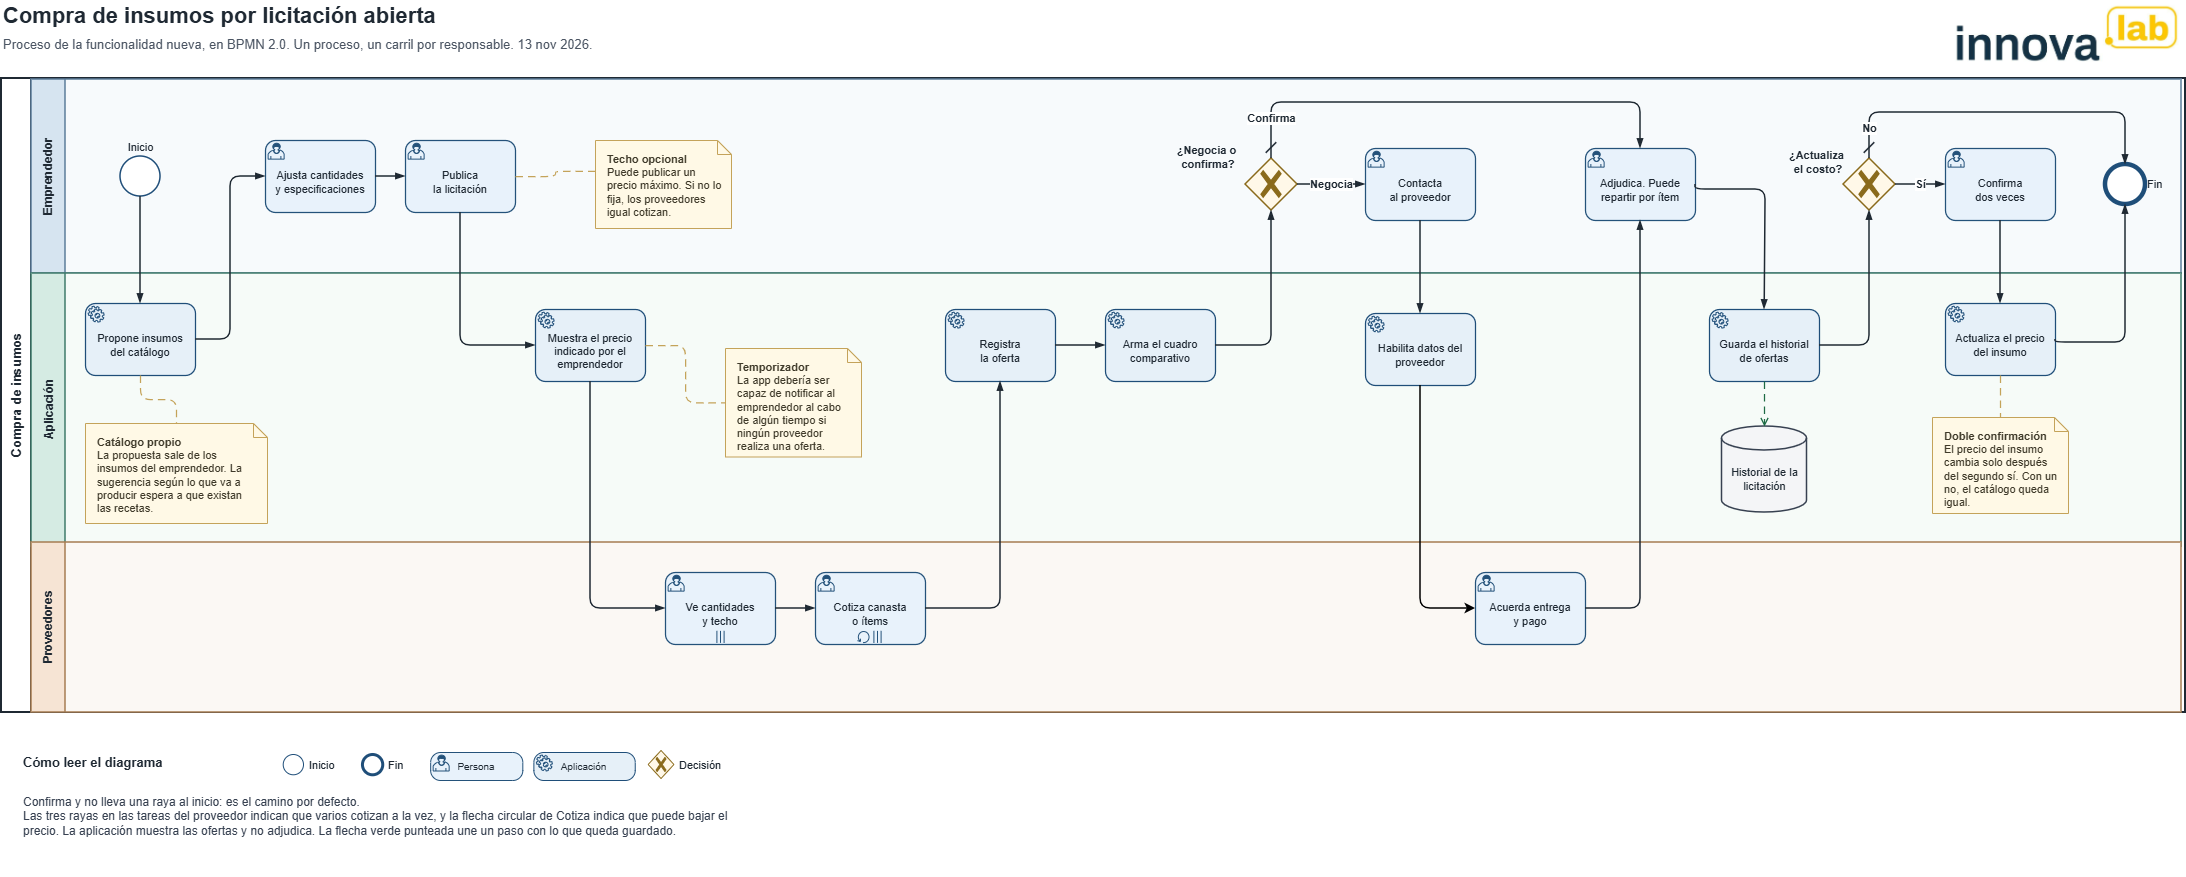 Compra de insumos por licitación abierta
Proceso de la funcionalidad nueva, en BPMN 2.0. Un proceso, un carril por responsable. 13 nov 2026.
innova.lab
Compra de insumos
Emprendedor
Inicio
Ajusta cantidades
y especificaciones
Publica
la licitación
Techo opcional
Puede publicar un
precio máximo. Si no lo
fija, los proveedores
igual cotizan.
¿Negocia o
confirma?
Confirma
Negocia
Contacta
al proveedor
Adjudica. Puede
repartir por ítem
¿Actualiza
el costo?
No
Sí
Confirma
dos veces
Fin
Aplicación
Propone insumos
del catálogo
Catálogo propio
La propuesta sale de los
insumos del emprendedor. La
sugerencia según lo que va a
producir espera a que existan
las recetas.
Muestra el precio
indicado por el
emprendedor
Temporizador
La app debería ser
capaz de notificar al
emprendedor al cabo
de algún tiempo si
ningún proveedor
realiza una oferta.
Registra
la oferta
Arma el cuadro
comparativo
Habilita datos del
proveedor
Guarda el historial
de ofertas
Historial de la
licitación
Actualiza el precio
del insumo
Doble confirmación
El precio del insumo
cambia solo después
del segundo sí. Con un
no, el catálogo queda
igual.
Proveedores
Ve cantidades
y techo
Cotiza canasta
o ítems
Acuerda entrega
y pago
Cómo leer el diagrama
Inicio
Fin
Persona
Aplicación
Decisión
Confirma y no lleva una raya al inicio: es el camino por defecto.
Las tres rayas en las tareas del proveedor indican que varios cotizan a la vez, y la flecha circular de Cotiza indica que puede bajar el
precio. La aplicación muestra las ofertas y no adjudica. La flecha verde punteada une un paso con lo que queda guardado.